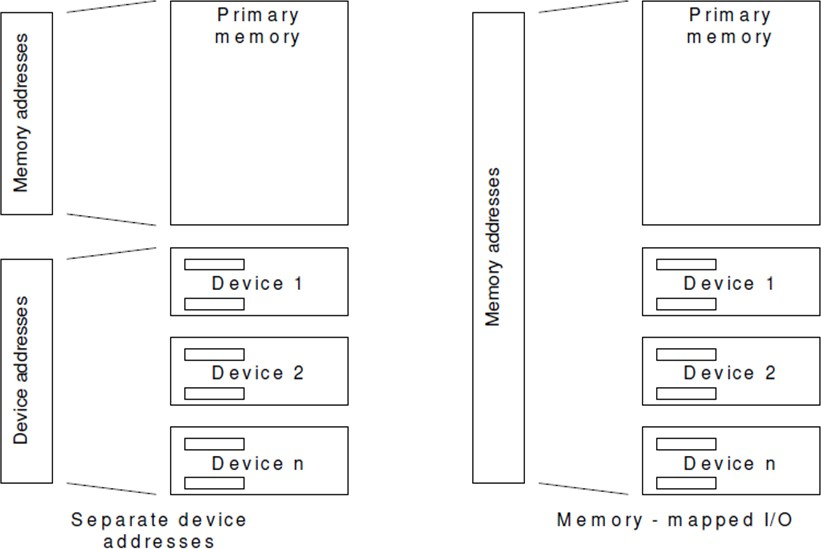 Memory addresses
Primary
memory
Device addresses
Device 1
Device 2
Device n
Separate device
addresses
Memory addresses
Primary
memory
Device 1
Device 2
Device n
Memory - mapped I/O